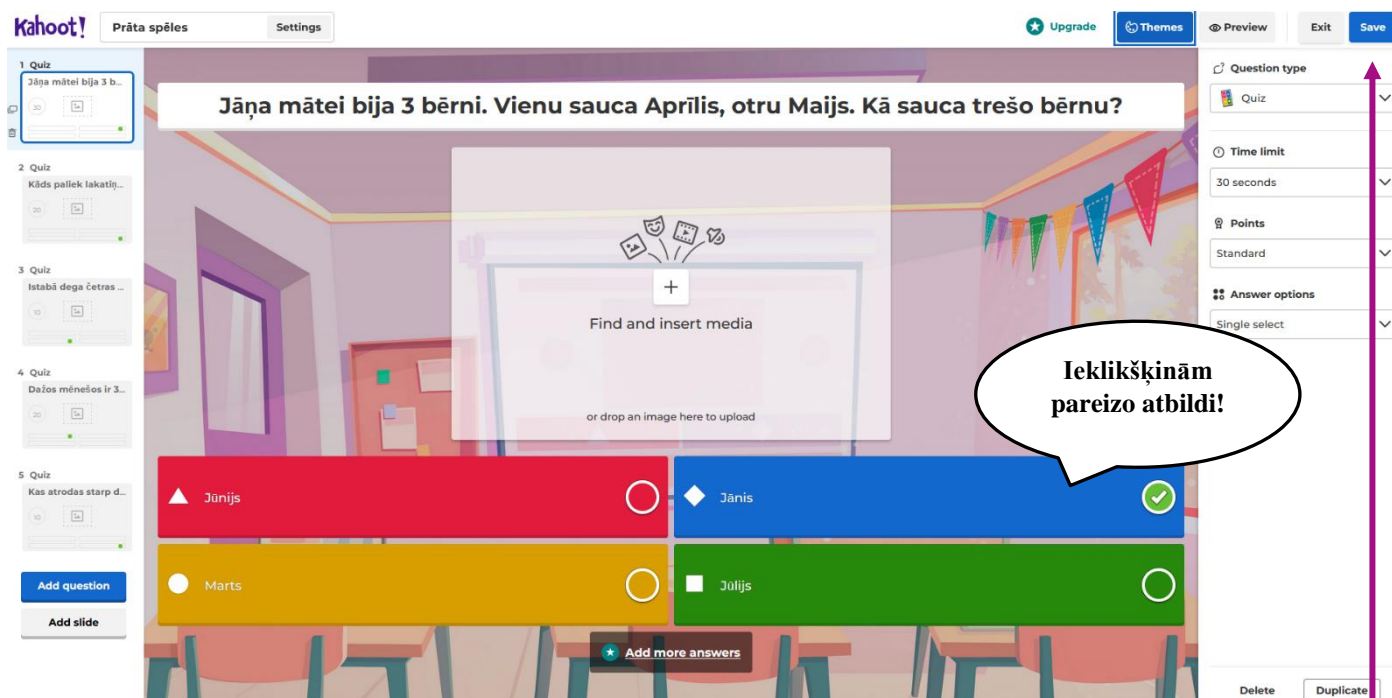 Kahoot!
Prāta spēles
Settings
Upgrade
Themes
Preview
Exit
Save
1 Quiz
Jāņa mātei bija 3 b...
30
2 Quiz
Kāds paliek lakatiņ...
20
3 Quiz
Istabā dega četras ...
10
4 Quiz
Dažos mēnešos ir 3...
20
5 Quiz
Kas atrodas starp d...
10
Add question
Add slide
Jāņa mātei bija 3 bērni. Vienu sauca Aprīlis, otru Maijs. Kā sauca trešo bērnu?
Find and insert media
or drop an image here to upload
Jūnijs
Jānis
Marts
Jūlijs
Add more answers
Question type
Quiz
Time limit
30 seconds
Points
Standard
Answer options
Single select
Ieklikšķinām
pareizo atbildi!
Delete
Duplicate